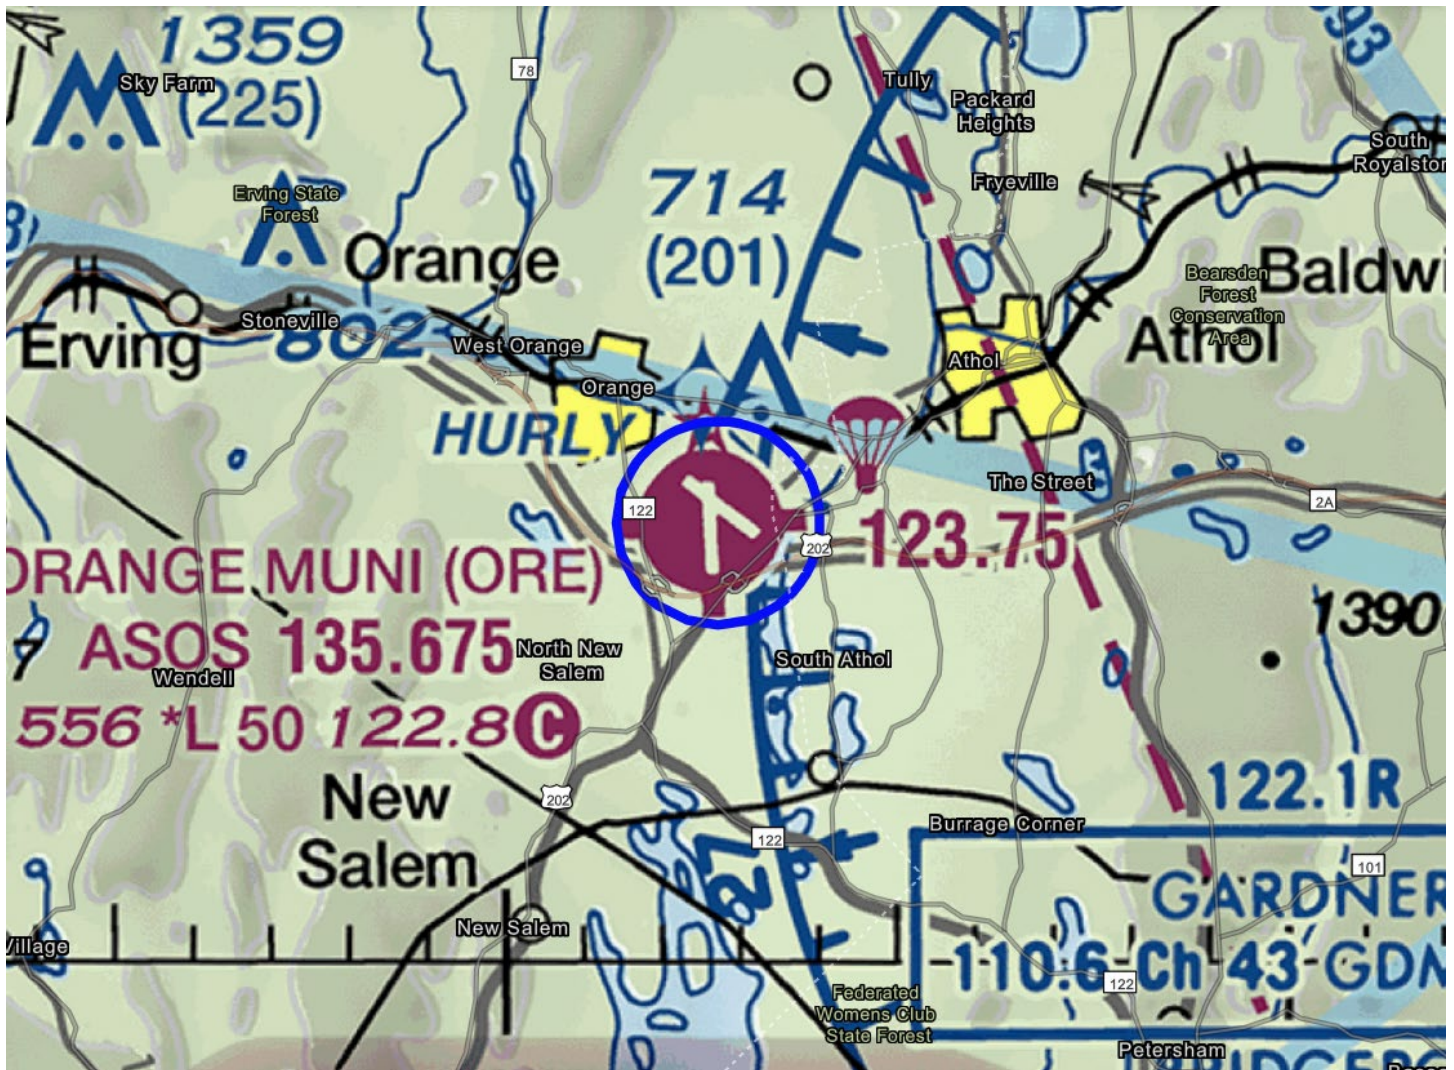 1359
(225)
Sky Farm
78
93
Tully
Packard
Heights
South
Royalston
Fryeville
Erving State
Forest
714
(201)
Orange
Bearsden
Forest
Conservation
Area
Baldwi
Stoneville
Erving
802
West Orange
Athol
Athol
Orange
HURLY
The Street
122
2A
202
123.75
ORANGE MUNI (ORE)
1390
ASOS 135.675
7
North New
Salem
South Athol
Wendell
556 *L 50 122.8 C
122.1R
New
Salem
202
Burrage Corner
122
27
101
GARDNER
New Salem
Village
110.6 Ch 43 GDM
122
Federated
Womens Club
State Forest
Petersham